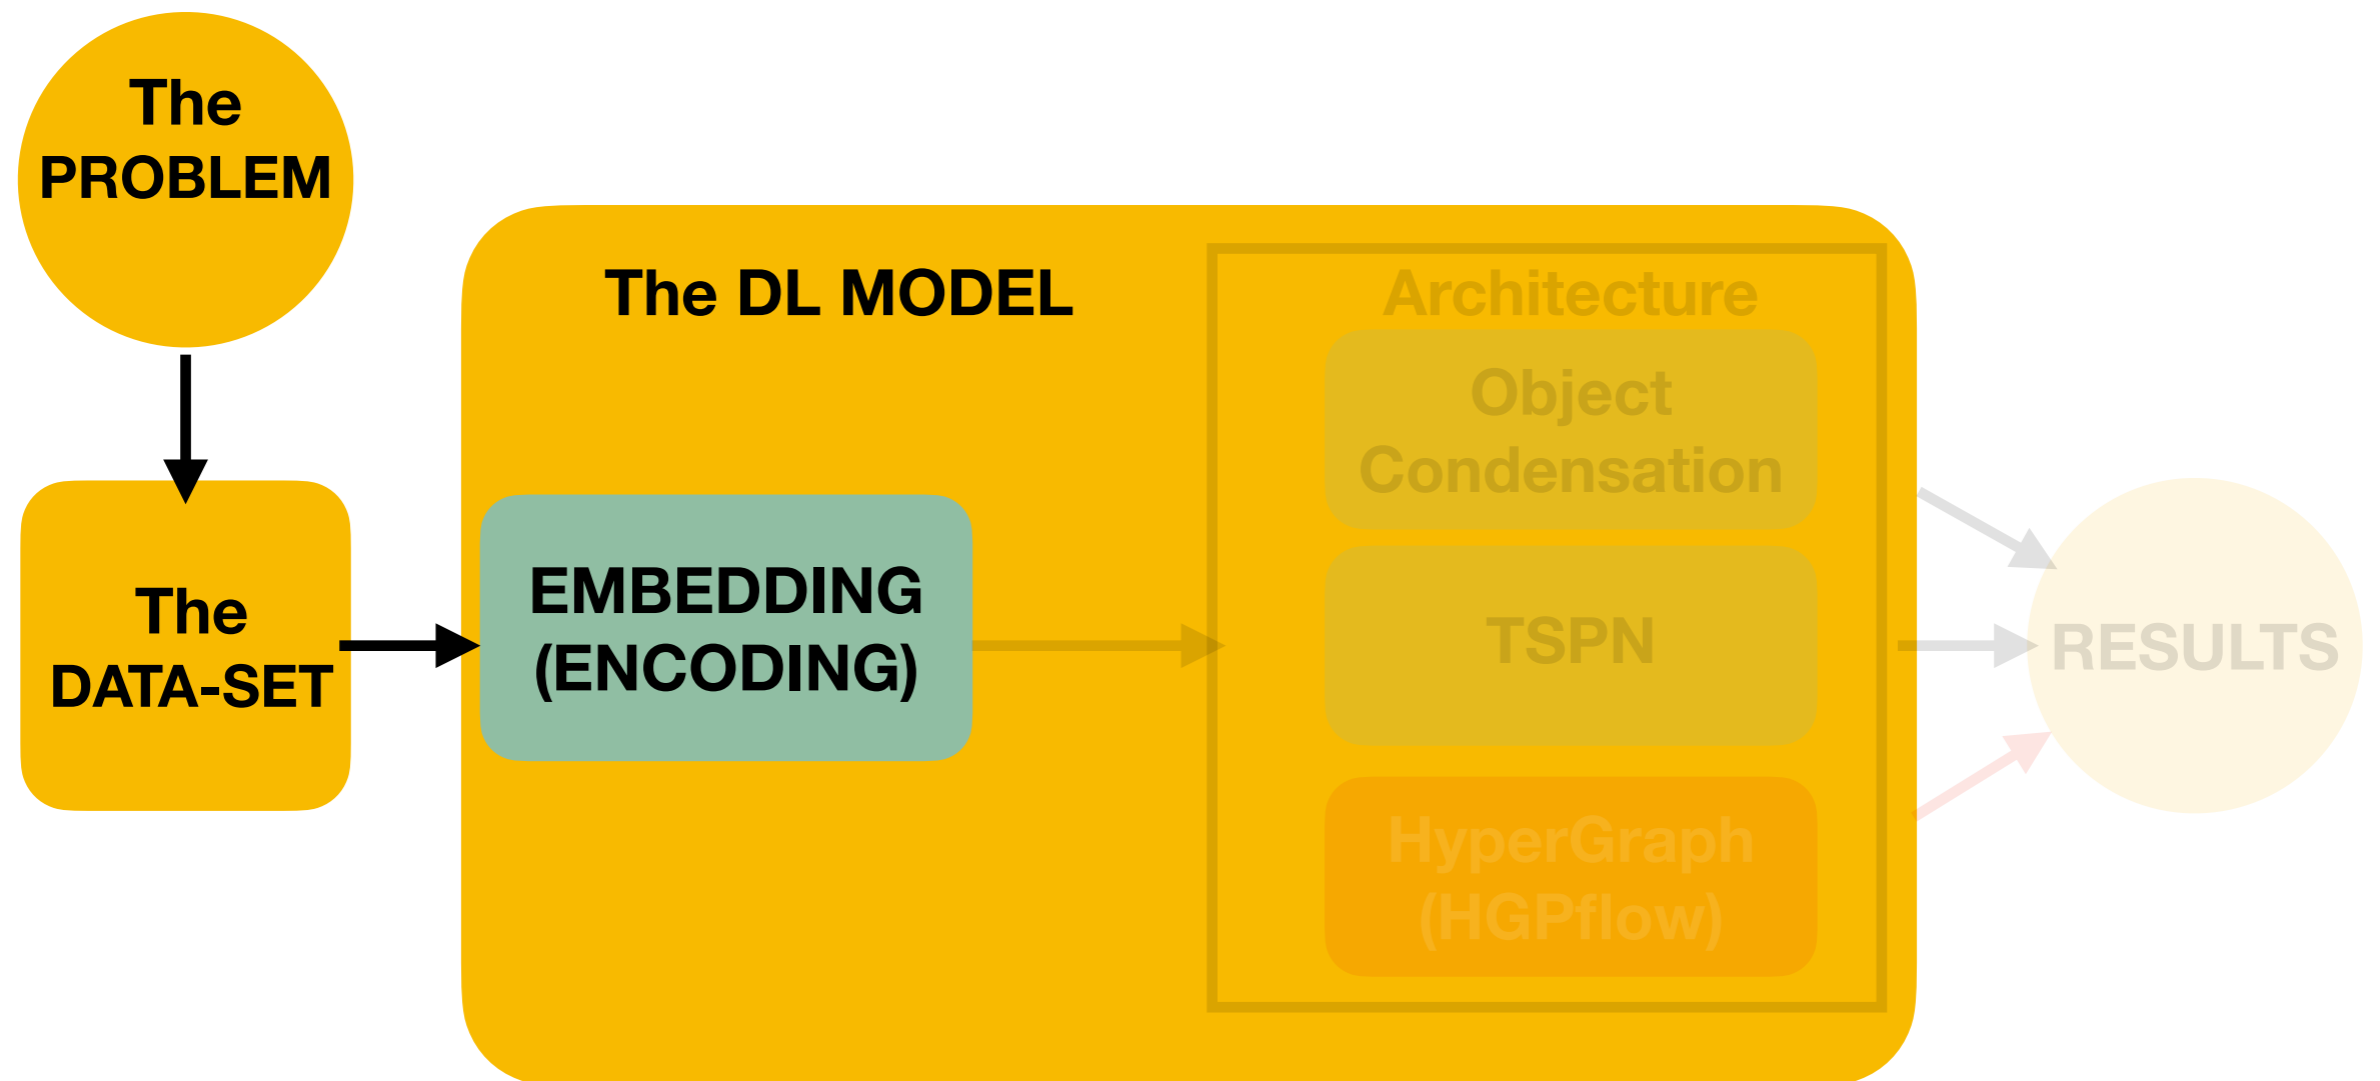 The
PROBLEM
The
DATA-SET
The DL MODEL
EMBEDDING
(ENCODING)
Architecture
Object
Condensation
TSPN
HyperGraph
(HGPflow)
RESULTS